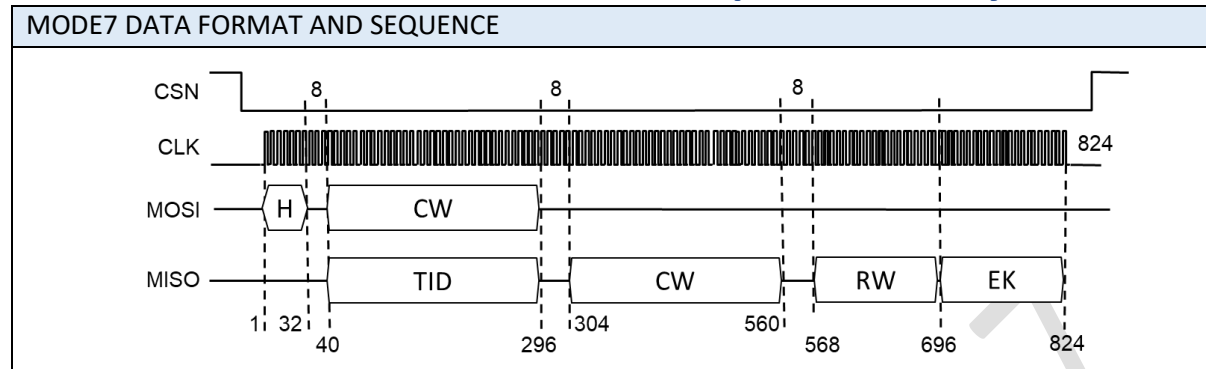 MODE7 DATA FORMAT AND SEQUENCE
CSN 8 8 8
CLK 824
MOSI H CW
MISO TID CW RW EK
1 32 304 560
40 296 568 696 824